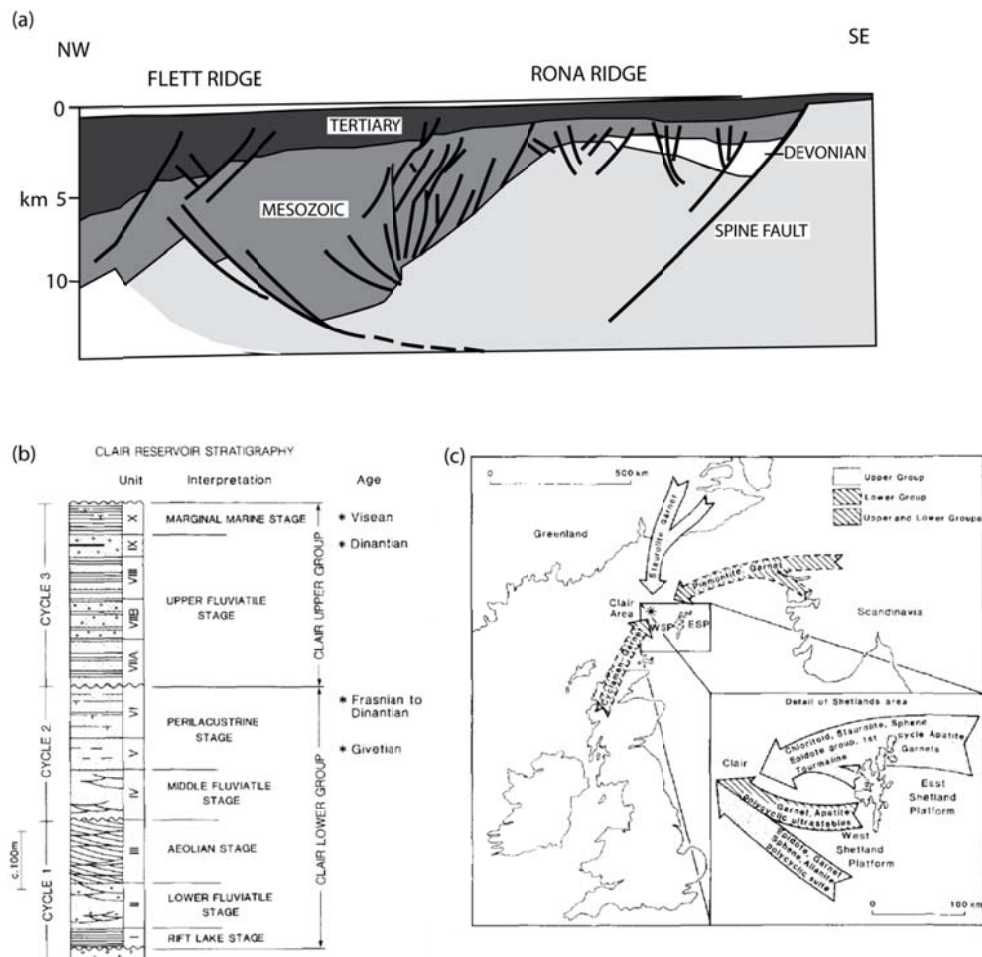 (a)
NW
SE
FLETT RIDGE
RONA RIDGE
0
TERTIARY
DEVONIAN
km 5
MESOZOIC
SPINE FAULT
10
(b)
CLAIR RESERVOIR STRATIGRAPHY
Unit
Interpretation
Age
X
MARGINAL MARINE STAGE
* Visean
IX
* Dinantian
VIII
UPPER FLUVIATILE
STAGE
VIIB
VIIA
VI
PERILACUSTRINE
STAGE
* Frasnian to
Dinantian
V
* Givetian
IV
MIDDLE FLUVIATILE
STAGE
III
AEOLIAN STAGE
II
LOWER FLUVIATILE
STAGE
I
RIFT LAKE STAGE
CYCLE 3
CYCLE 2
CYCLE 1
c.100m
CLAIR UPPER GROUP
CLAIR LOWER GROUP
(c)
0
500 km
Upper Group
Lower Group
Upper and Lower Groups
Greenland
Staurolite Garnet
Piemontite, Garnet
Scandinavia
Clair
Area
WSP
ESP
Cyclamen Garnet
Detail of Shetlands area
Chloritoid, Staurolite, Sphene
Epidote group, 1st cycle Apatite
Tourmaline
Garnets
Clair
East
Shetland
Platform
Garnet, Apatite
polycyclic ultrastables
West
Shetland
Platform
Epidote, Garnet
Sphene, Allanite
polycyclic suite
0
100 km